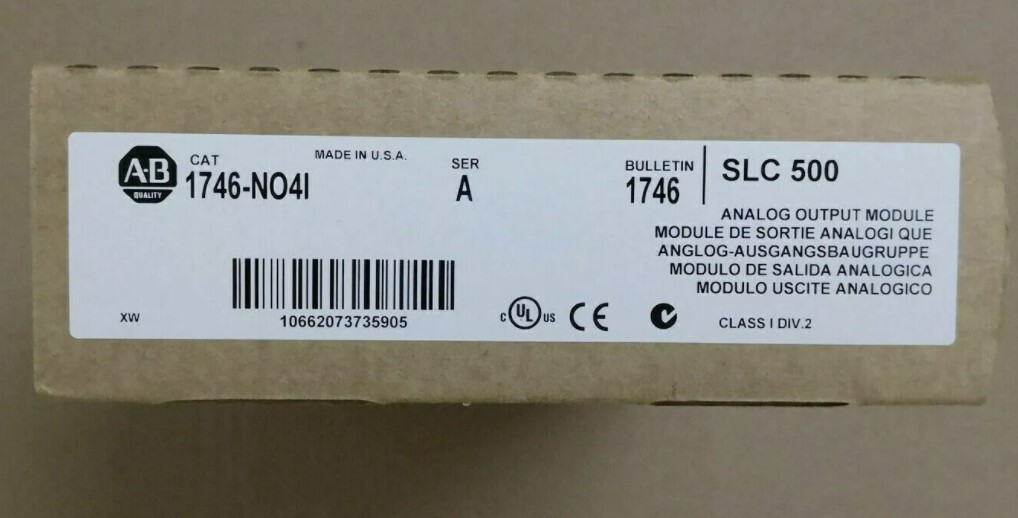 A-B
QUALITY
CAT
1746-NO4I
MADE IN U.S.A.
SER
A
BULLETIN
1746
SLC 500
ANALOG OUTPUT MODULE
MODULE DE SORTIE ANALOGI QUE
ANGLOG-AUSGANGSBAUGRUPPE
MODULO DE SALIDA ANALOGICA
MODULO USCITE ANALOGICO
XW
10662073735905
C UL US CE
CLASS I DIV.2